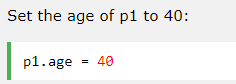 Set the age of p1 to 40:
p1.age = 40